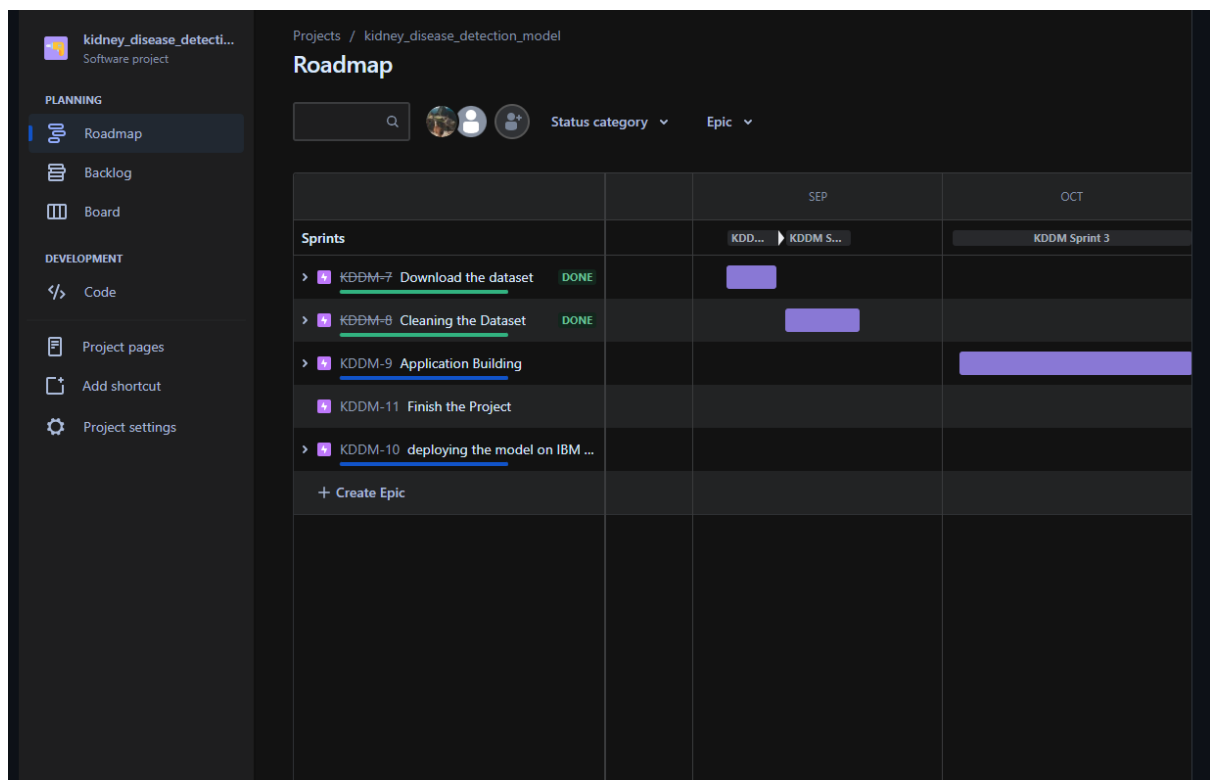 kidney_disease_detecti...
Software project
PLANNING
Roadmap
Backlog
Board
DEVELOPMENT
Code
Project pages
Add shortcut
Project settings
Projects / kidney_disease_detection_model
Roadmap
Status category
Epic
SEP OCT
Sprints KDD... KDDM S... KDDM Sprint 3
KDDM-7 Download the dataset DONE
KDDM-8 Cleaning the Dataset DONE
KDDM-9 Application Building
KDDM-11 Finish the Project
KDDM-10 deploying the model on IBM ...
+ Create Epic